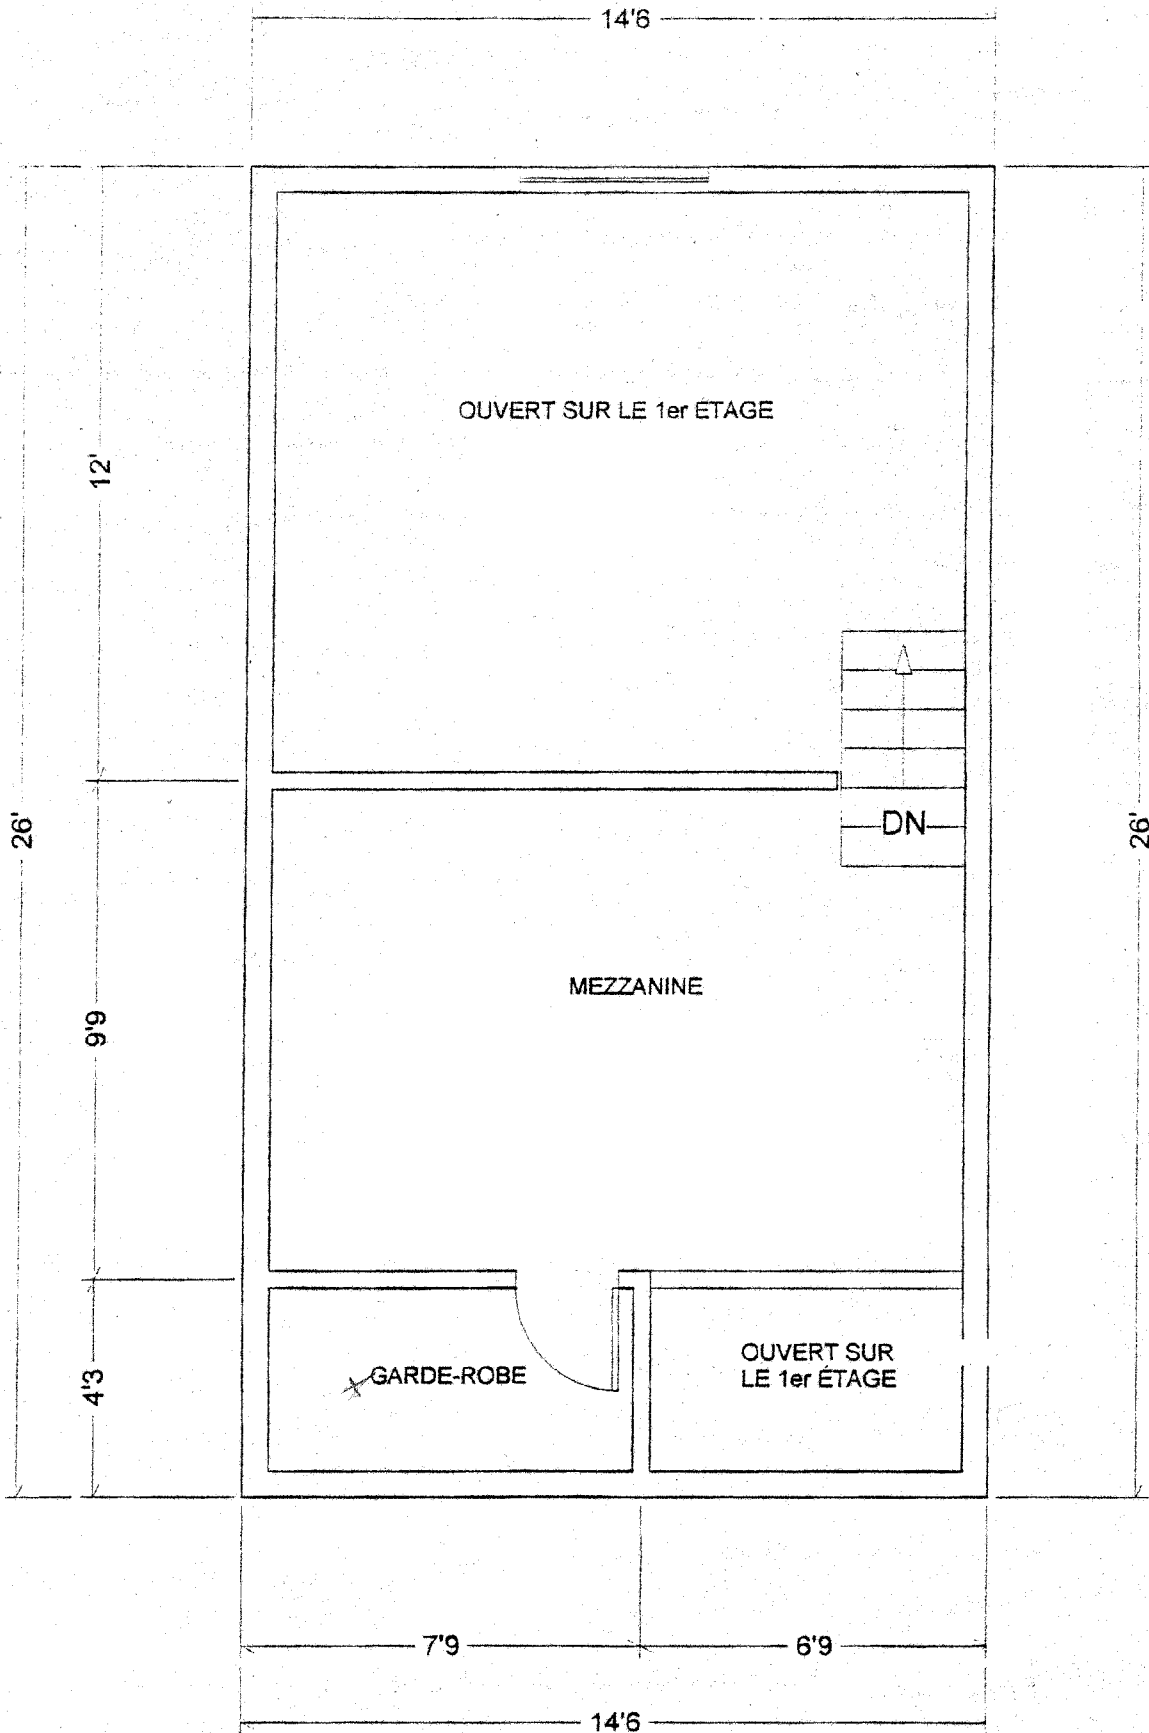 14'6
OUVERT SUR LE 1er ÉTAGE
12'
26'
26'
DN
MEZZANINE
9'9
4'3
GARDE-ROBE
OUVERT SUR
LE 1er ÉTAGE
7'9
6'9
14'6